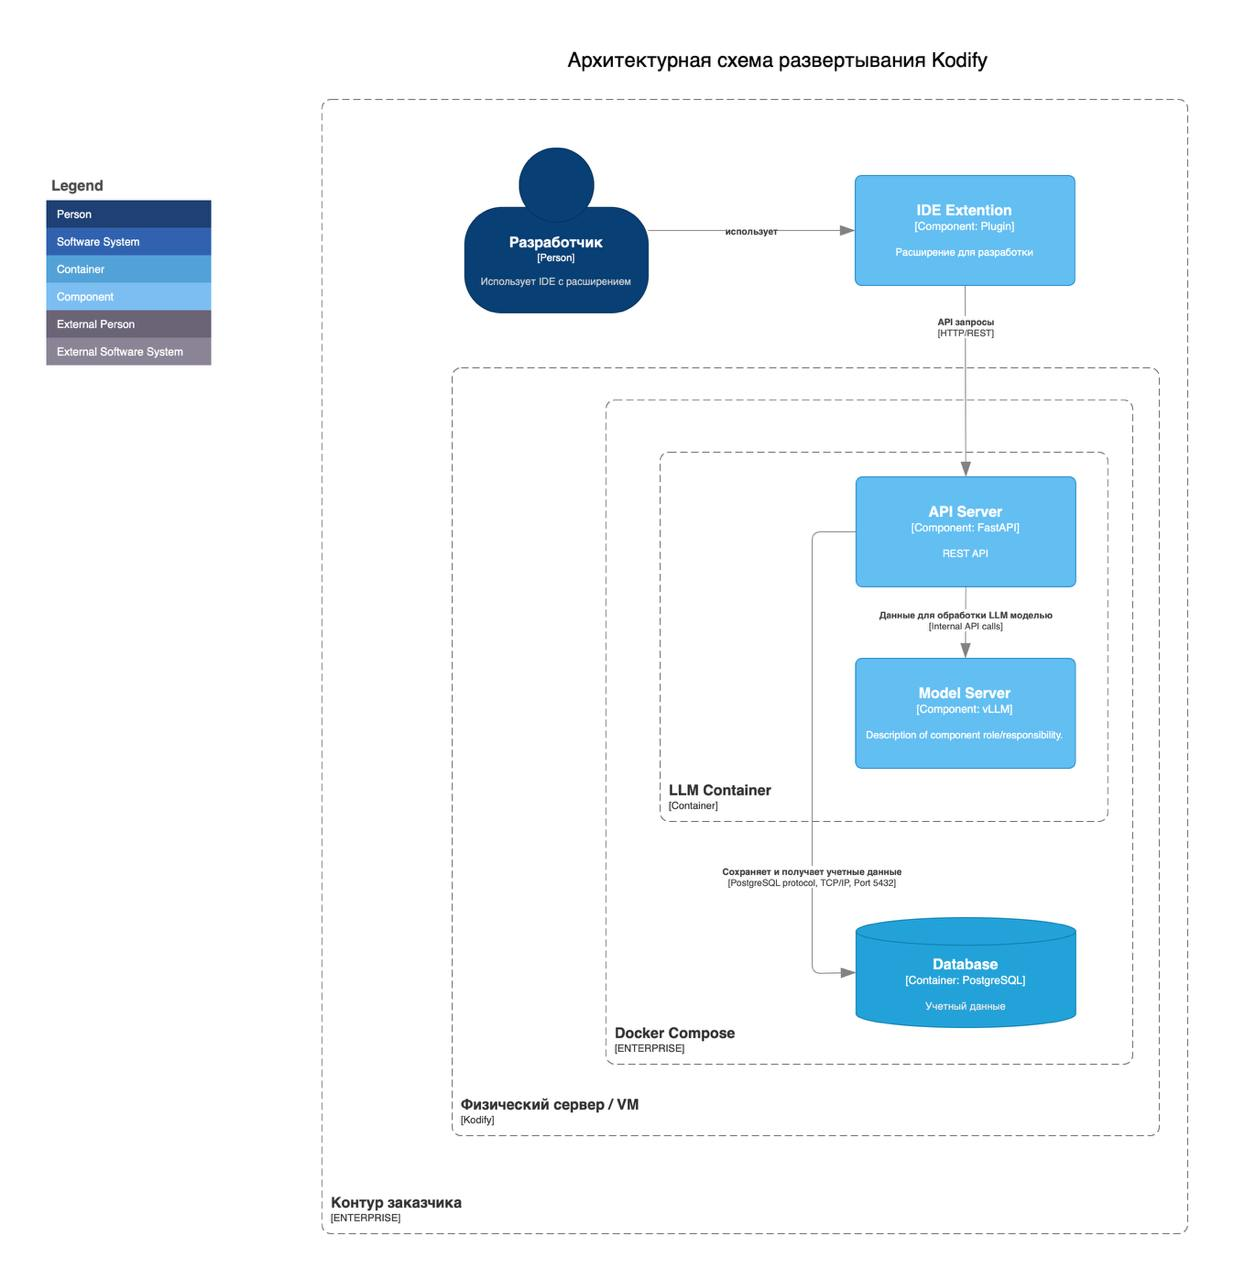 Архитектурная схема развертывания Kodify
Legend
Person
Software System
Container
Component
External Person
External Software System
Разработчик
[Person]
Использует IDE с расширением
использует
IDE Extention
[Component: Plugin]
Расширение для разработки
API запросы
[HTTP/REST]
API Server
[Component: FastAPI]
REST API
Данные для обработки LLM моделью
[Internal API calls]
Model Server
[Component: vLLM]
Description of component role/responsibility.
LLM Container
[Container]
Сохраняет и получает учетные данные
[PostgreSQL protocol, TCP/IP, Port 5432]
Database
[Container: PostgreSQL]
Учетный данные
Docker Compose
[ENTERPRISE]
Физический сервер / VM
[Kodify]
Контур заказчика
[ENTERPRISE]